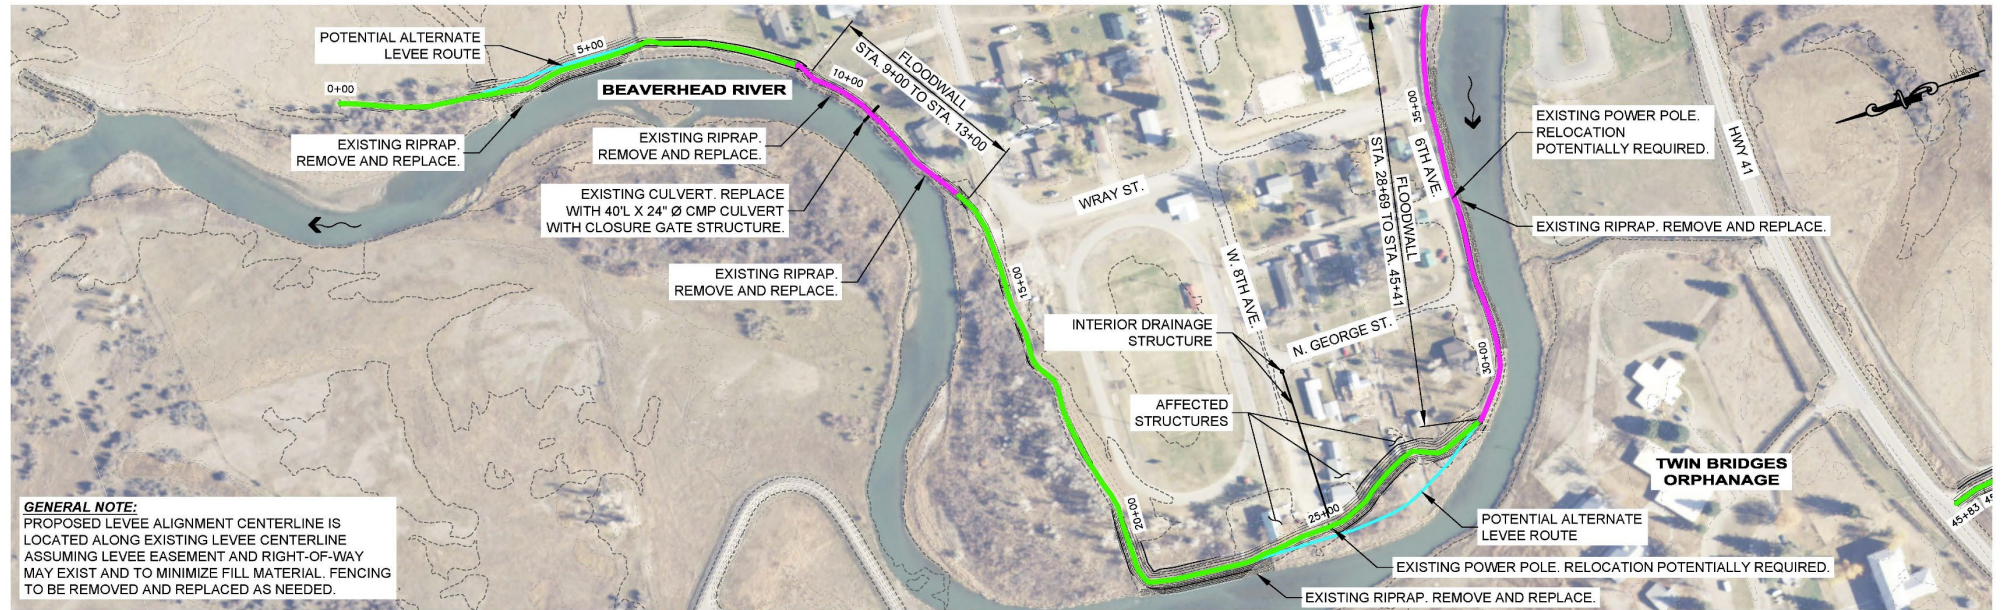 POTENTIAL ALTERNATE
LEVEE ROUTE
0+00
5+00
EXISTING RIPRAP.
REMOVE AND REPLACE.
BEAVERHEAD RIVER
10+00
FLOODWALL
STA. 9+00 TO STA. 13+00
EXISTING RIPRAP.
REMOVE AND REPLACE.
EXISTING CULVERT. REPLACE
WITH 40'L X 24" Ø CMP CULVERT
WITH CLOSURE GATE STRUCTURE.
EXISTING RIPRAP.
REMOVE AND REPLACE.
15+00
WRAY ST.
W. 8TH AVE.
INTERIOR DRAINAGE
STRUCTURE
N. GEORGE ST.
AFFECTED
STRUCTURES
20+00
25+00
30+00
35+00
6TH AVE.
FLOODWALL
STA. 28+69 TO STA. 45+41
EXISTING POWER POLE.
RELOCATION
POTENTIALLY REQUIRED.
EXISTING RIPRAP. REMOVE AND REPLACE.
HWY 41
NORTH
TWIN BRIDGES
ORPHANAGE
45+83
POTENTIAL ALTERNATE
LEVEE ROUTE
EXISTING POWER POLE. RELOCATION POTENTIALLY REQUIRED.
EXISTING RIPRAP. REMOVE AND REPLACE.
GENERAL NOTE:
PROPOSED LEVEE ALIGNMENT CENTERLINE IS
LOCATED ALONG EXISTING LEVEE CENTERLINE
ASSUMING LEVEE EASEMENT AND RIGHT-OF-WAY
MAY EXIST AND TO MINIMIZE FILL MATERIAL. FENCING
TO BE REMOVED AND REPLACED AS NEEDED.